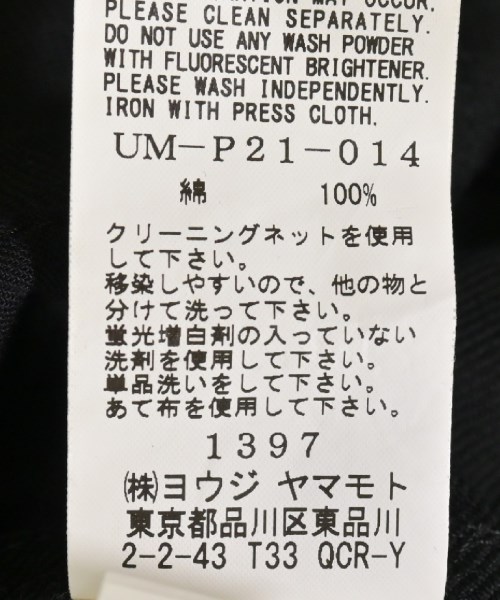 MAY OCCUR.
PLEASE CLEAN SEPARATELY.
DO NOT USE ANY WASH POWDER
WITH FLUORESCENT BRIGHTENER.
PLEASE WASH INDEPENDENTLY.
IRON WITH PRESS CLOTH.
UM-P21-014
綿 100%
クリーニングネットを使用
して下さい。
移染しやすいので、他の物と
分けて洗って下さい。
蛍光増白剤の入っていない
洗剤を使用して下さい。
単品洗いをして下さい。
あて布を使用して下さい。
1397
㈱ヨウジ ヤマモト
東京都品川区東品川
2-2-43 T33 QCR-Y